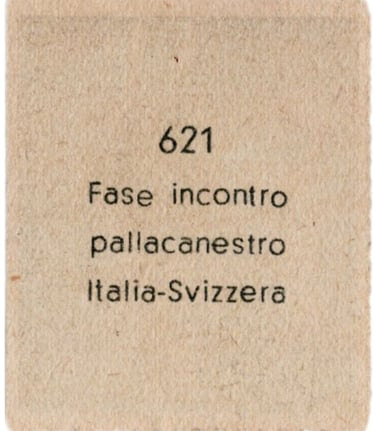 621
Fase incontro
pallacanestro
Italia-Svizzera